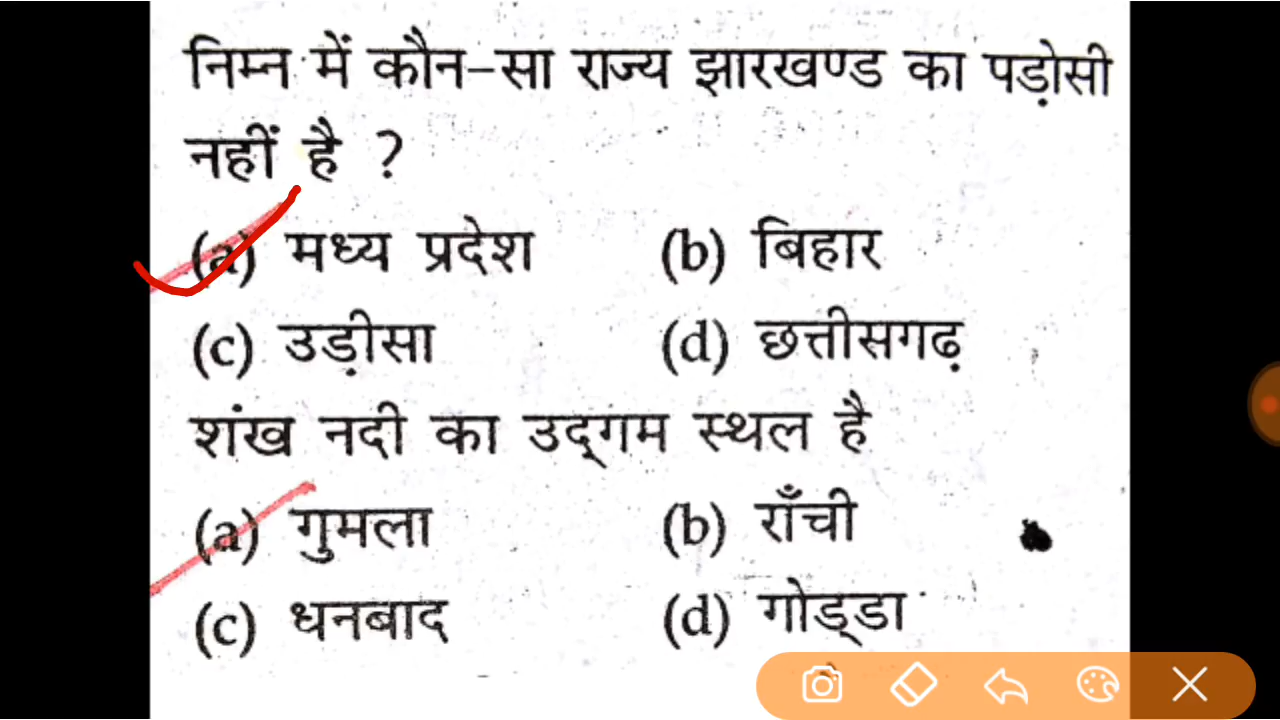 निम्न में कौन-सा राज्य झारखण्ड का पड़ोसी
नहीं है ?
(a) मध्य प्रदेश (b) बिहार
(c) उड़ीसा (d) छत्तीसगढ़
शंख नदी का उद्गम स्थल है
(a) गुमला (b) राँची
(c) धनबाद (d) गोड्डा